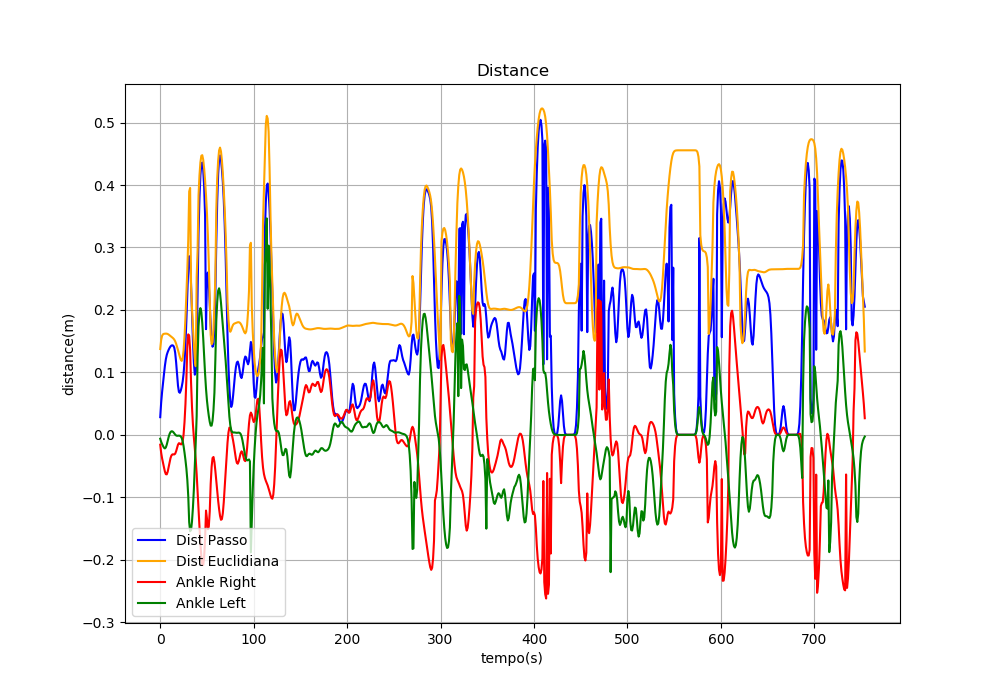 Distance
distance(m)
0.5
0.4
0.3
0.2
0.1
0.0
−0.1
−0.2
−0.3
Dist Passo
Dist Euclidiana
Ankle Right
Ankle Left
0 100 200 300 400 500 600 700
tempo(s)